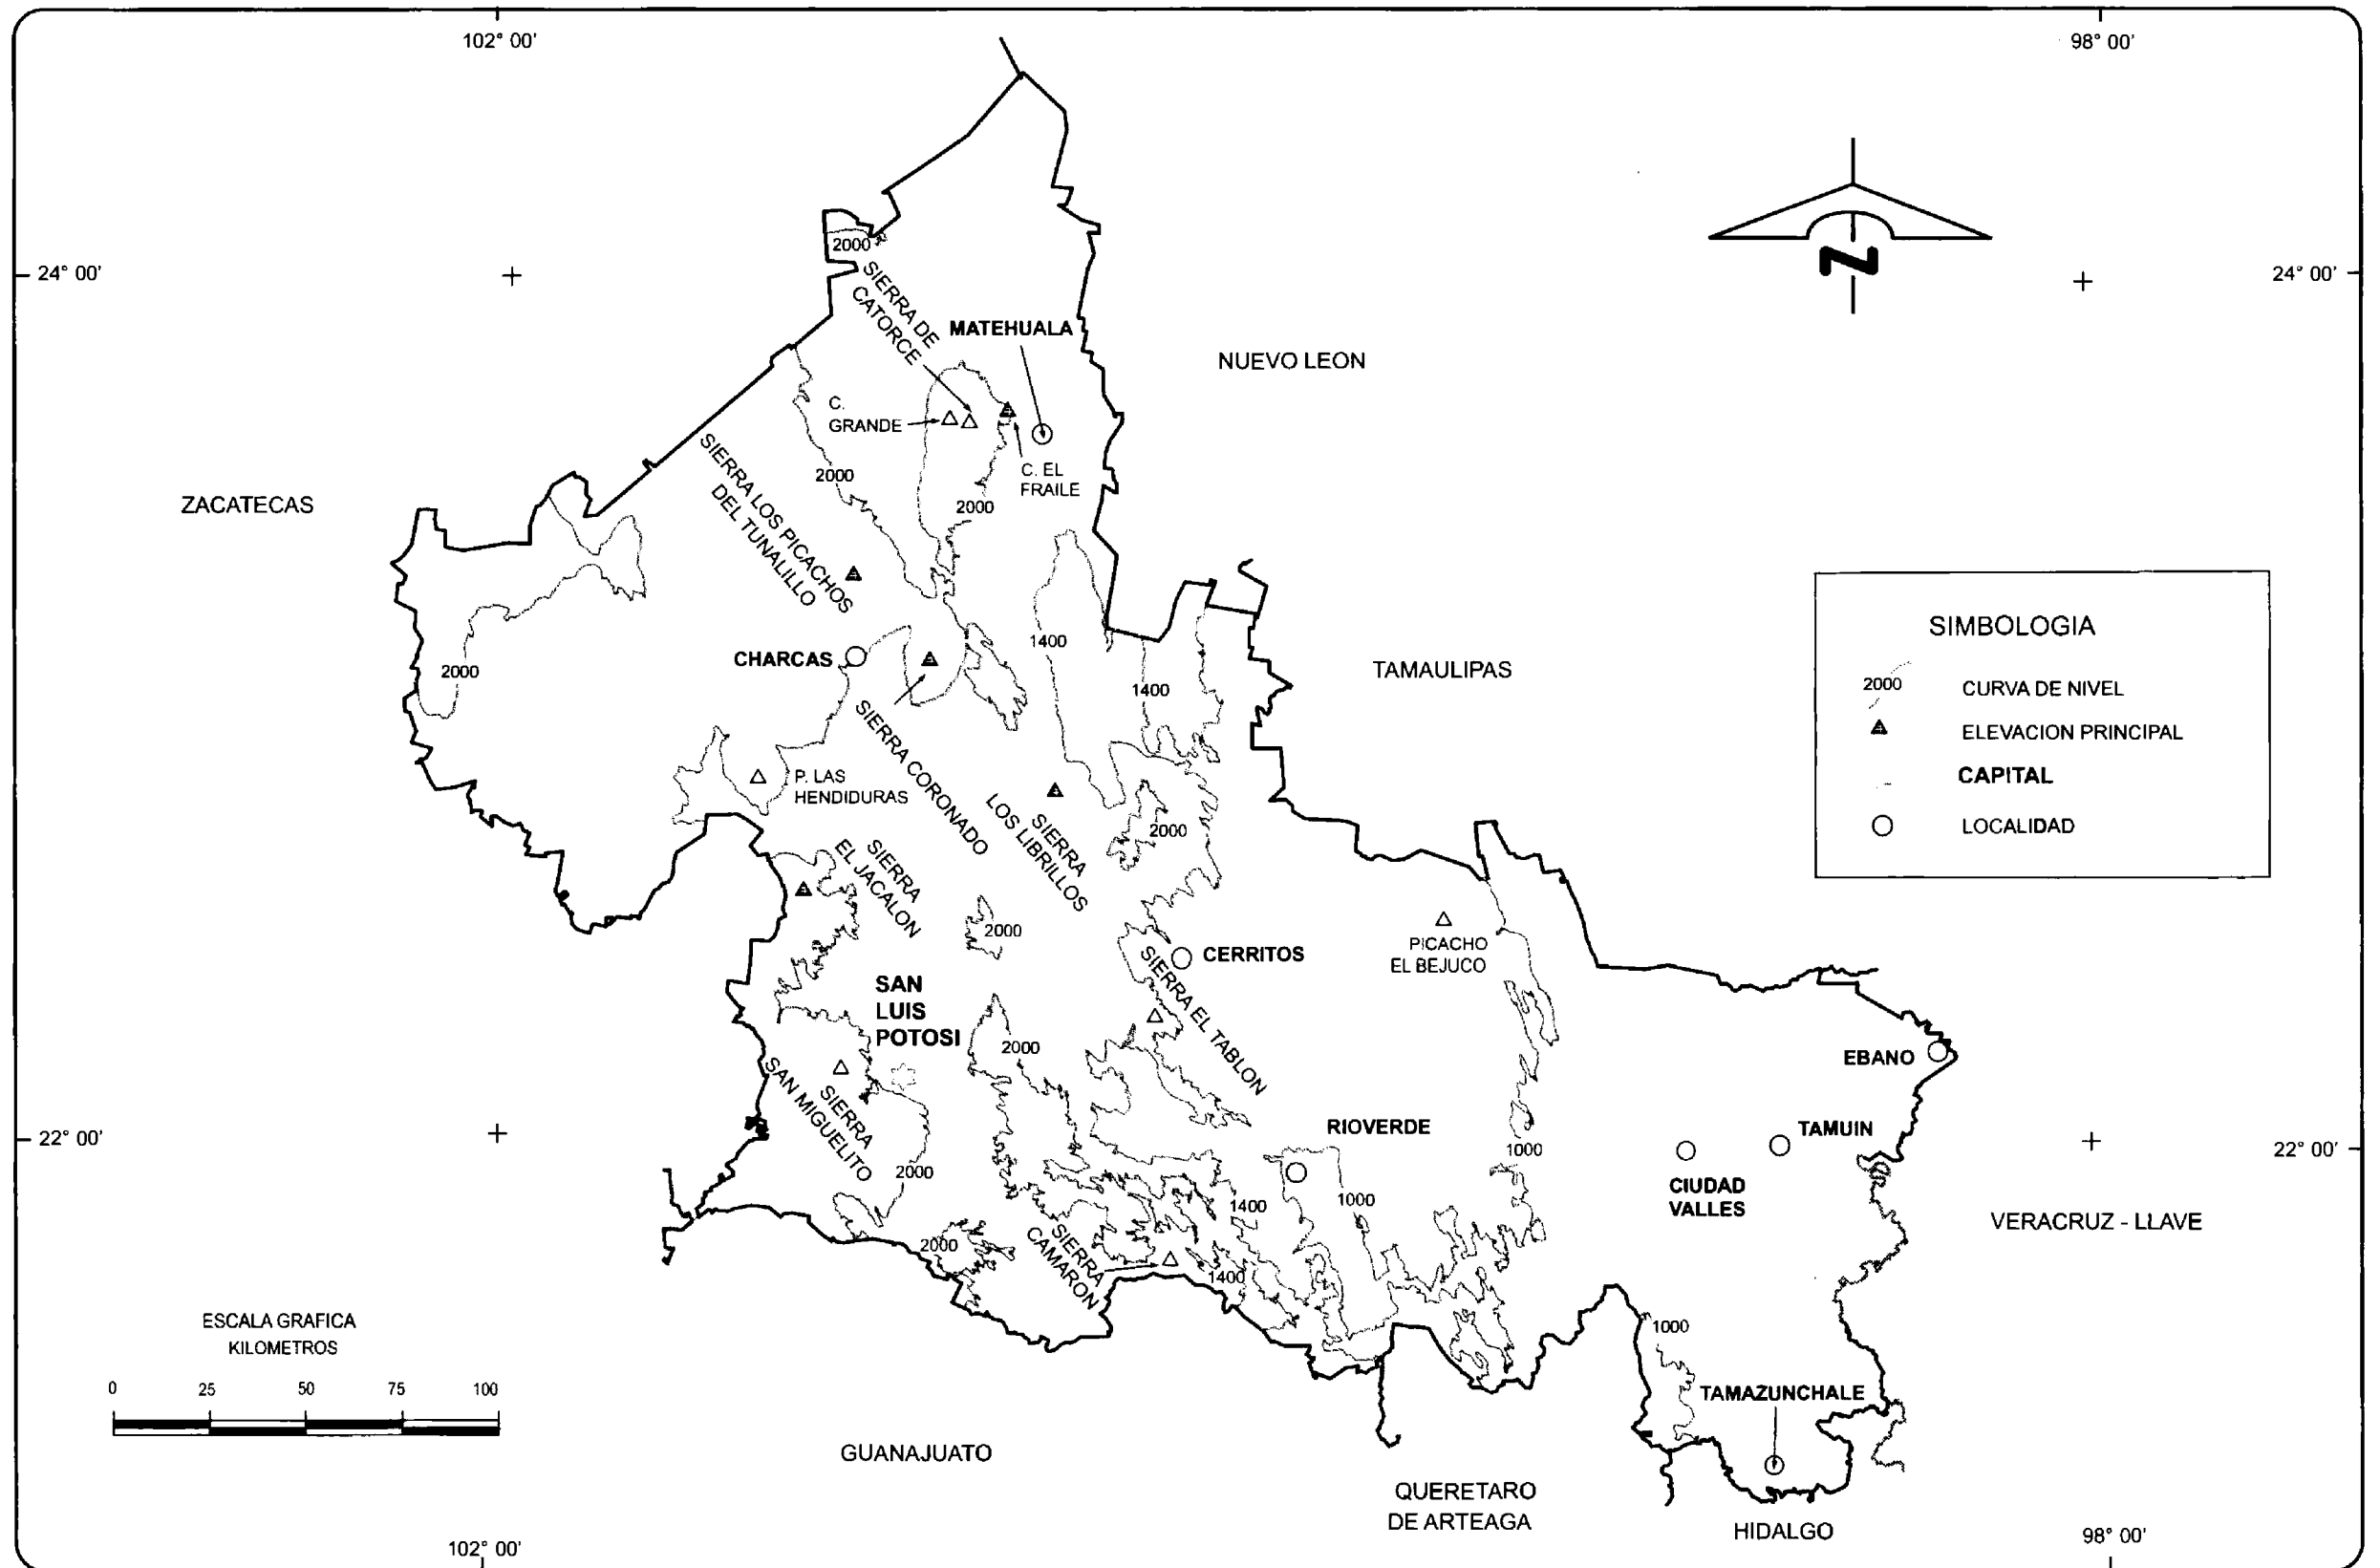 102° 00'
98° 00'
24° 00'
24° 00'
N
2000
SIERRA DE
CATORCE
MATEHUALA
NUEVO LEON
C.
GRANDE
C. EL
FRAILE
2000
2000
SIERRA LOS PICACHOS
DEL TUNALILLO
ZACATECAS
CHARCAS
2000
1400
1400
TAMAULIPAS
SIMBOLOGIA
2000
CURVA DE NIVEL
ELEVACION PRINCIPAL
CAPITAL
LOCALIDAD
P. LAS
HENDIDURAS
SIERRA CORONADO
SIERRA
LOS LIBRILLOS
2000
SIERRA
EL JACALON
2000
CERRITOS
PICACHO
EL BEJUCO
SIERRA EL TABLON
SAN
LUIS
POTOSI
2000
EBANO
SIERRA
SAN MIGUELITO
RIOVERDE
TAMUIN
22° 00'
22° 00'
2000
1000
1000
1400
CIUDAD
VALLES
VERACRUZ - LLAVE
2000
SIERRA
CAMARON
1400
ESCALA GRAFICA
KILOMETROS
0 25 50 75 100
1000
TAMAZUNCHALE
GUANAJUATO
QUERETARO
DE ARTEAGA
HIDALGO
102° 00'
98° 00'